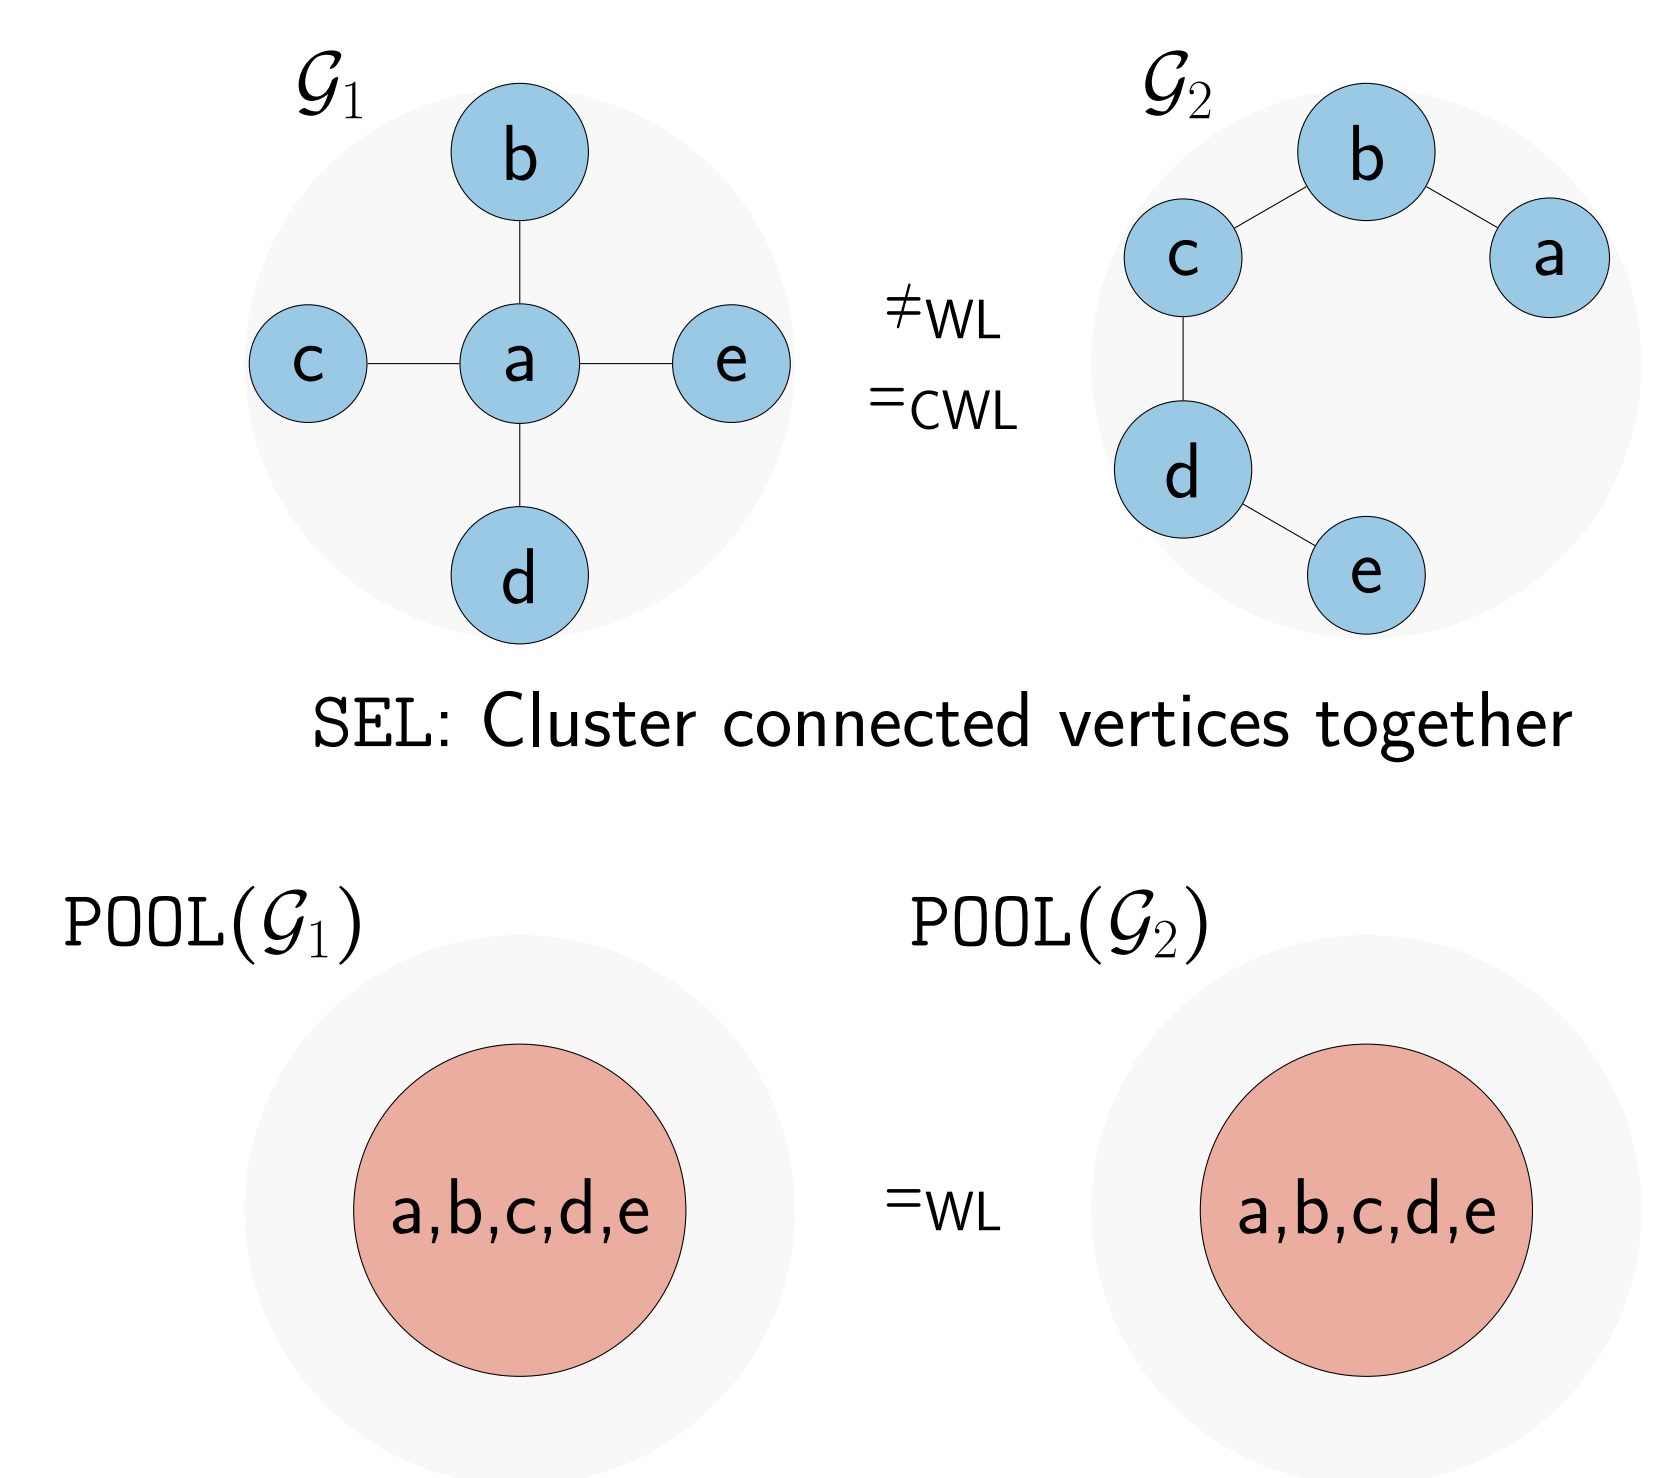 𝒢₁
𝒢₂
b
b
c
a
≠WL
c
a
e
=CWL
d
d
e
SEL: Cluster connected vertices together
POOL(𝒢₁)
POOL(𝒢₂)
a,b,c,d,e
=WL
a,b,c,d,e